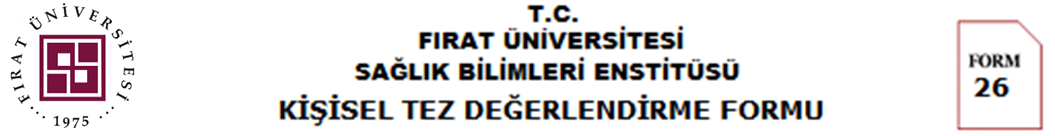 FIRAT ÜNİVERSİTESİ
1975
T.C.
FIRAT ÜNİVERSİTESİ
SAĞLIK BİLİMLERİ ENSTİTÜSÜ
KİŞİSEL TEZ DEĞERLENDİRME FORMU
FORM
26